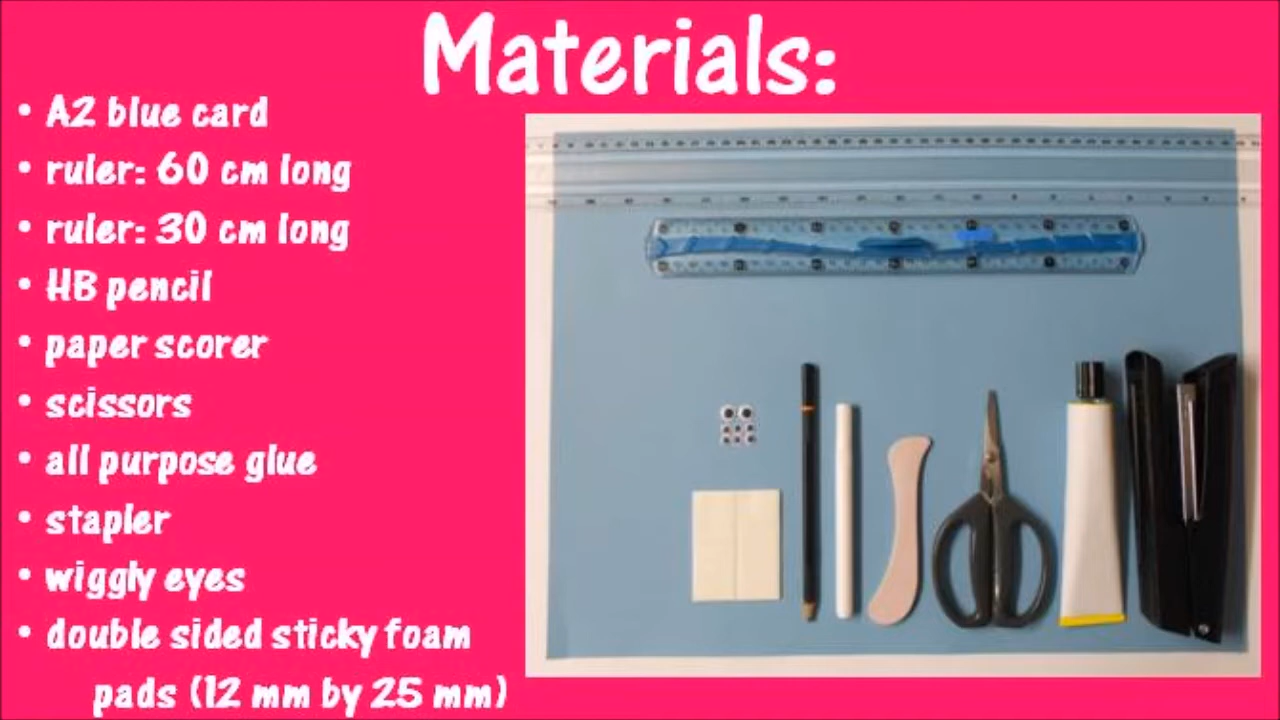 Materials:
• A2 blue card
• ruler: 60 cm long
• ruler: 30 cm long
• HB pencil
• paper scorer
• scissors
• all purpose glue
• stapler
• wiggly eyes
• double sided sticky foam
pads (12 mm by 25 mm)